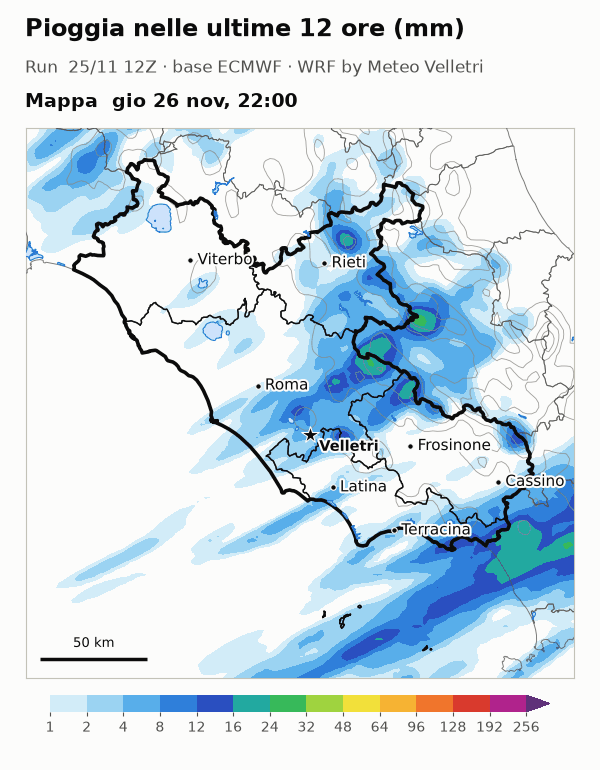 Pioggia nelle ultime 12 ore (mm)
Run  25/11 12Z · base ECMWF · WRF by Meteo Velletri
Mappa  gio 26 nov, 22:00
Viterbo
Rieti
Roma
Velletri
Frosinone
Latina
Cassino
Terracina
50 km
1 2 4 8 12 16 24 32 48 64 96 128 192 256